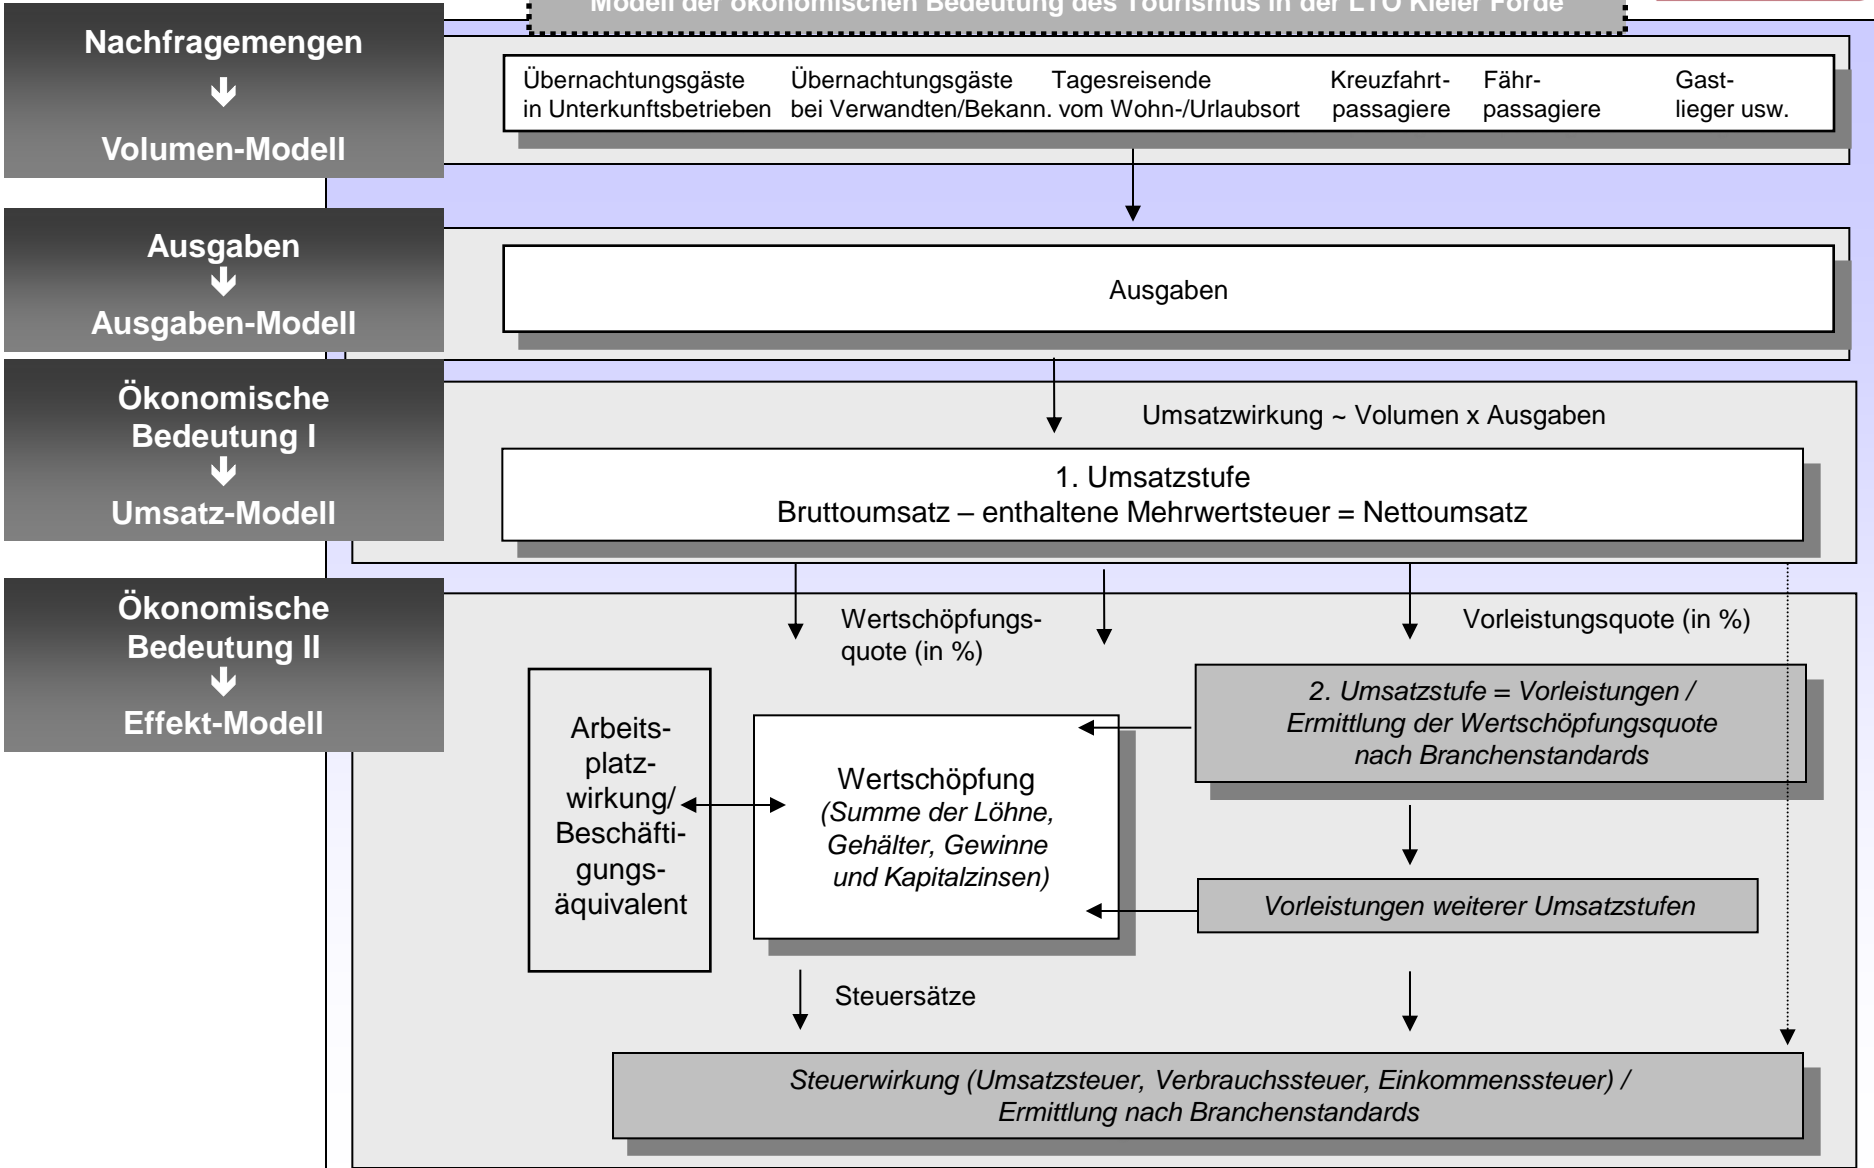 Modell der ökonomischen Bedeutung des Tourismus in der LTO Kieler Förde
Nachfragemengen
🡻
Volumen-Modell
Übernachtungsgäste
in Unterkunftsbetrieben
Übernachtungsgäste
bei Verwandten/Bekann.
Tagesreisende
vom Wohn-/Urlaubsort
Kreuzfahrt-
passagiere
Fähr-
passagiere
Gast-
lieger usw.
Ausgaben
🡻
Ausgaben-Modell
Ausgaben
Ökonomische
Bedeutung I
🡻
Umsatz-Modell
Umsatzwirkung ~ Volumen x Ausgaben
1. Umsatzstufe
Bruttoumsatz – enthaltene Mehrwertsteuer = Nettoumsatz
Ökonomische
Bedeutung II
🡻
Effekt-Modell
Wertschöpfungs-
quote (in %)
Vorleistungsquote (in %)
Arbeits-
platz-
wirkung/
Beschäfti-
gungs-
äquivalent
Wertschöpfung
(Summe der Löhne,
Gehälter, Gewinne
und Kapitalzinsen)
2. Umsatzstufe = Vorleistungen /
Ermittlung der Wertschöpfungsquote
nach Branchenstandards
Vorleistungen weiterer Umsatzstufen
Steuersätze
Steuerwirkung (Umsatzsteuer, Verbrauchssteuer, Einkommenssteuer) /
Ermittlung nach Branchenstandards